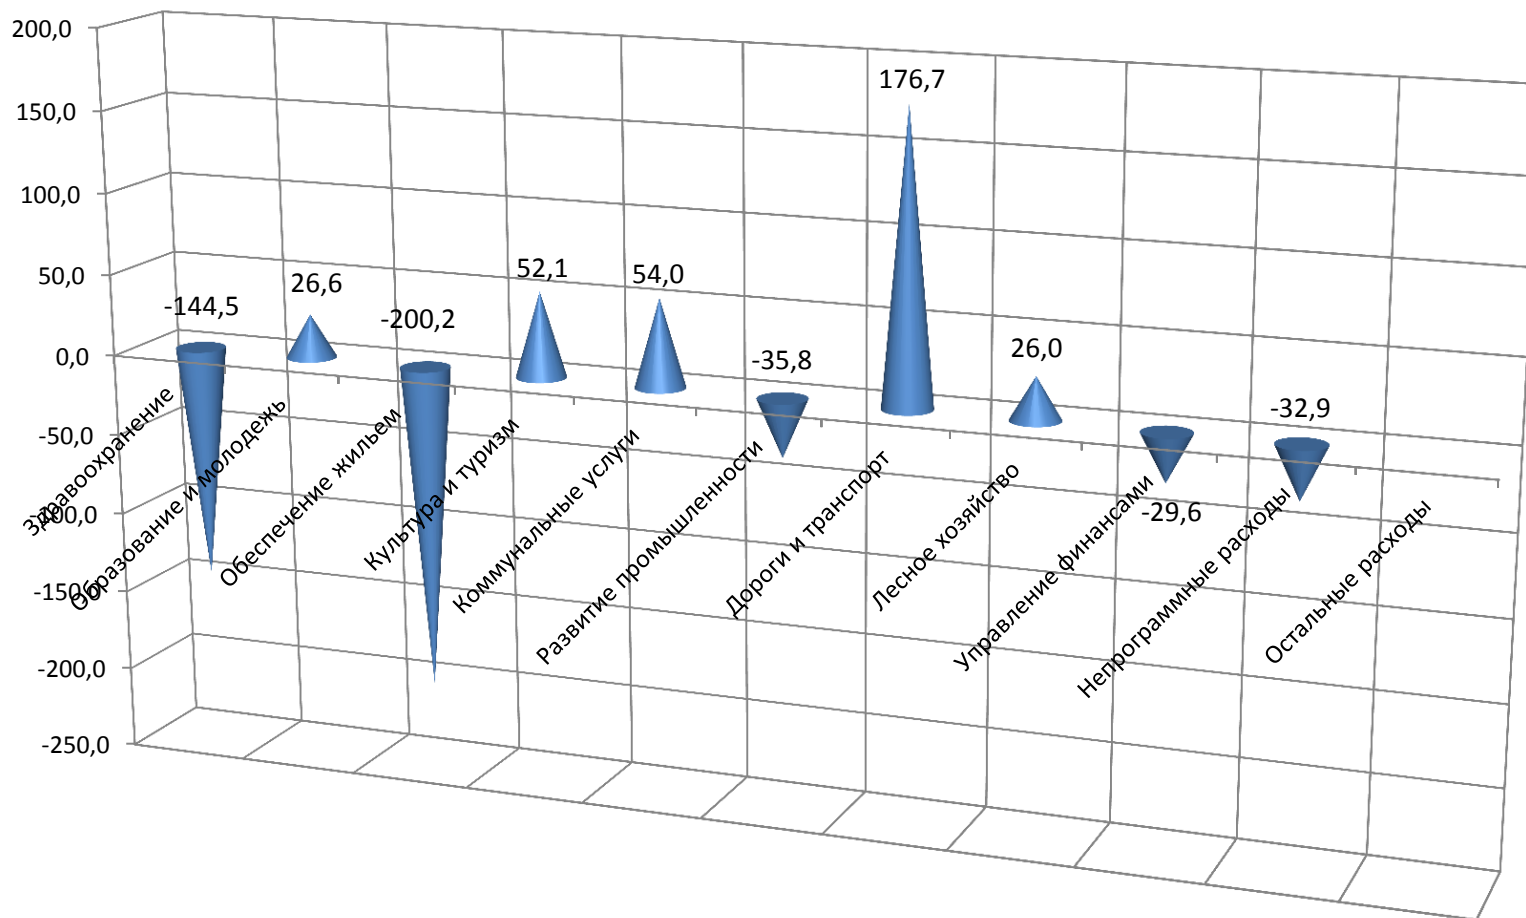 200,0
150,0
100,0
50,0
0,0
-50,0
-100,0
-150,0
-200,0
-250,0
-144,5
26,6
-200,2
52,1
54,0
-35,8
176,7
26,0
-29,6
-32,9
Здравоохранение
Образование и молодежь
Обеспечение жильем
Культура и туризм
Коммунальные услуги
Развитие промышленности
Дороги и транспорт
Лесное хозяйство
Управление финансами
Непрограммные расходы
Остальные расходы